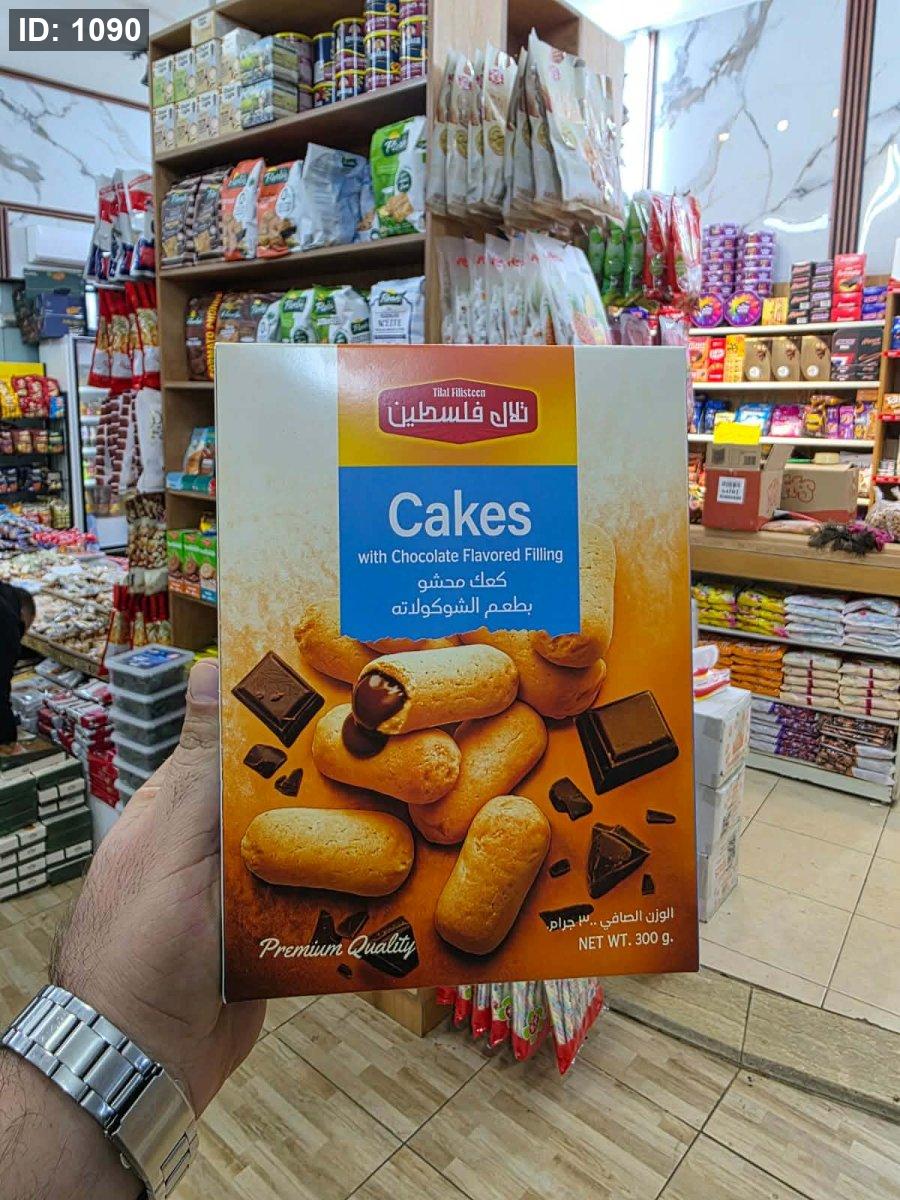 ID: 1090
Tilal Filisteen
تلال فلسطين
Cakes
with Chocolate Flavored Filling
كعك محشو
بطعم الشوكولاته
الوزن الصافي ٣٠٠ جرام.
NET WT. 300 g.
Premium Quality